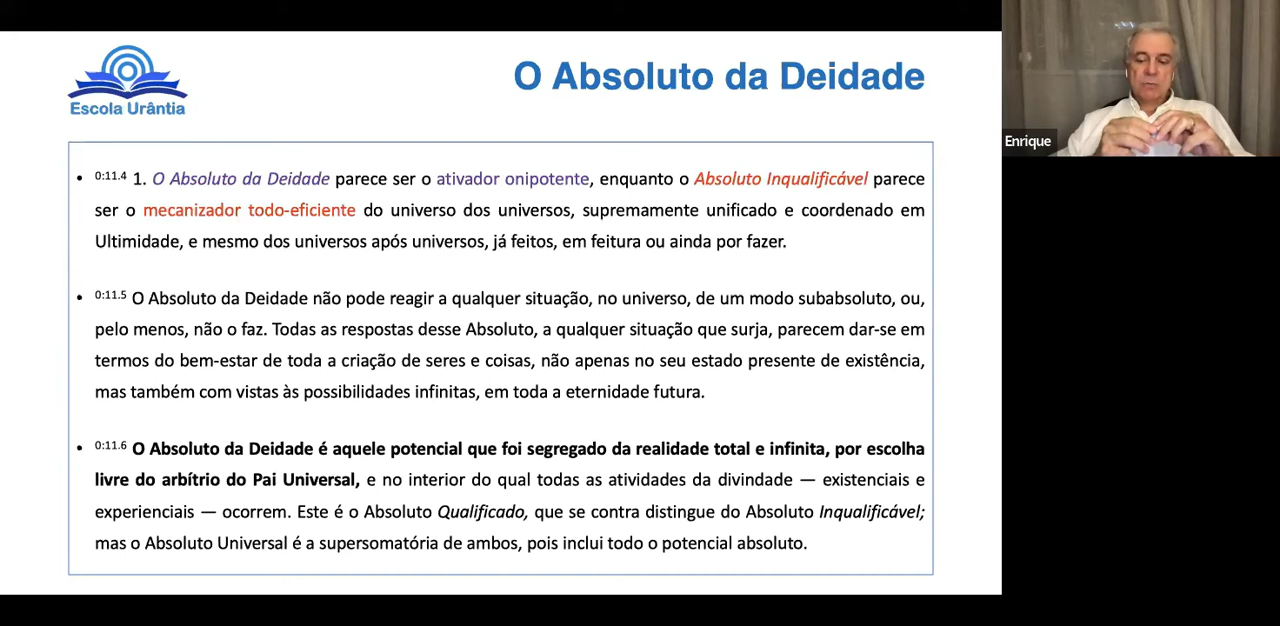 Escola Urântia
O Absoluto da Deidade
Enrique
• 0:11.4 1. O Absoluto da Deidade parece ser o ativador onipotente, enquanto o Absoluto Inqualificável parece
ser o mecanizador todo-eficiente do universo dos universos, supremamente unificado e coordenado em
Ultimidade, e mesmo dos universos após universos, já feitos, em feitura ou ainda por fazer.
• 0:11.5 O Absoluto da Deidade não pode reagir a qualquer situação, no universo, de um modo subabsoluto, ou,
pelo menos, não o faz. Todas as respostas desse Absoluto, a qualquer situação que surja, parecem dar-se em
termos do bem-estar de toda a criação de seres e coisas, não apenas no seu estado presente de existência,
mas também com vistas às possibilidades infinitas, em toda a eternidade futura.
• 0:11.6 O Absoluto da Deidade é aquele potencial que foi segregado da realidade total e infinita, por escolha
livre do arbítrio do Pai Universal, e no interior do qual todas as atividades da divindade — existenciais e
experienciais — ocorrem. Este é o Absoluto Qualificado, que se contra distingue do Absoluto Inqualificável;
mas o Absoluto Universal é a supersomatória de ambos, pois inclui todo o potencial absoluto.